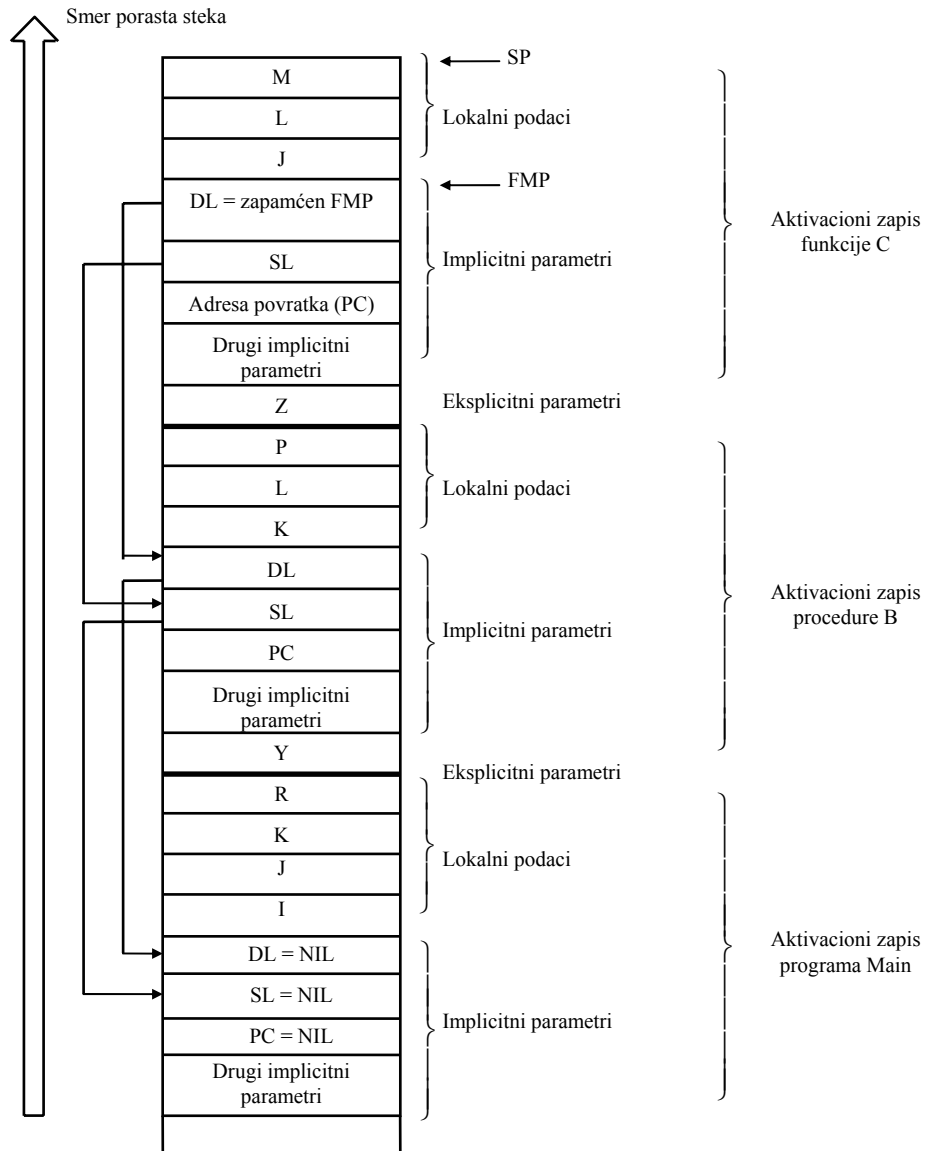 Smer porasta steka
SP
M
L
Lokalni podaci
J
FMP
DL = zapamćen FMP
Aktivacioni zapis
funkcije C
SL
Implicitni parametri
Adresa povratka (PC)
Drugi implicitni
parametri
Z
Eksplicitni parametri
P
L
Lokalni podaci
K
DL
SL
Aktivacioni zapis
procedure B
Implicitni parametri
PC
Drugi implicitni
parametri
Y
Eksplicitni parametri
R
K
Lokalni podaci
J
I
DL = NIL
Aktivacioni zapis
programa Main
SL = NIL
Implicitni parametri
PC = NIL
Drugi implicitni
parametri